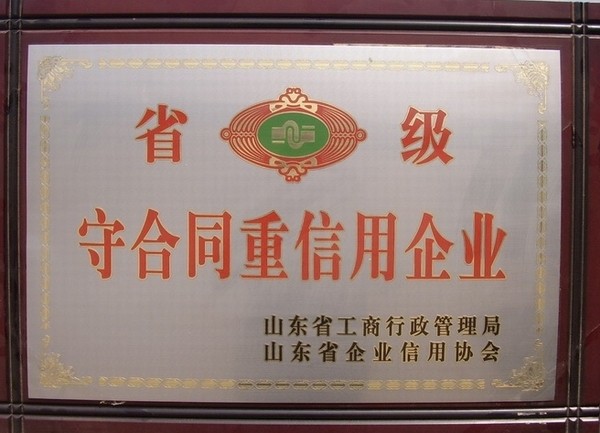 省 级
守合同重信用企业
山东省工商行政管理局
山东省企业信用协会